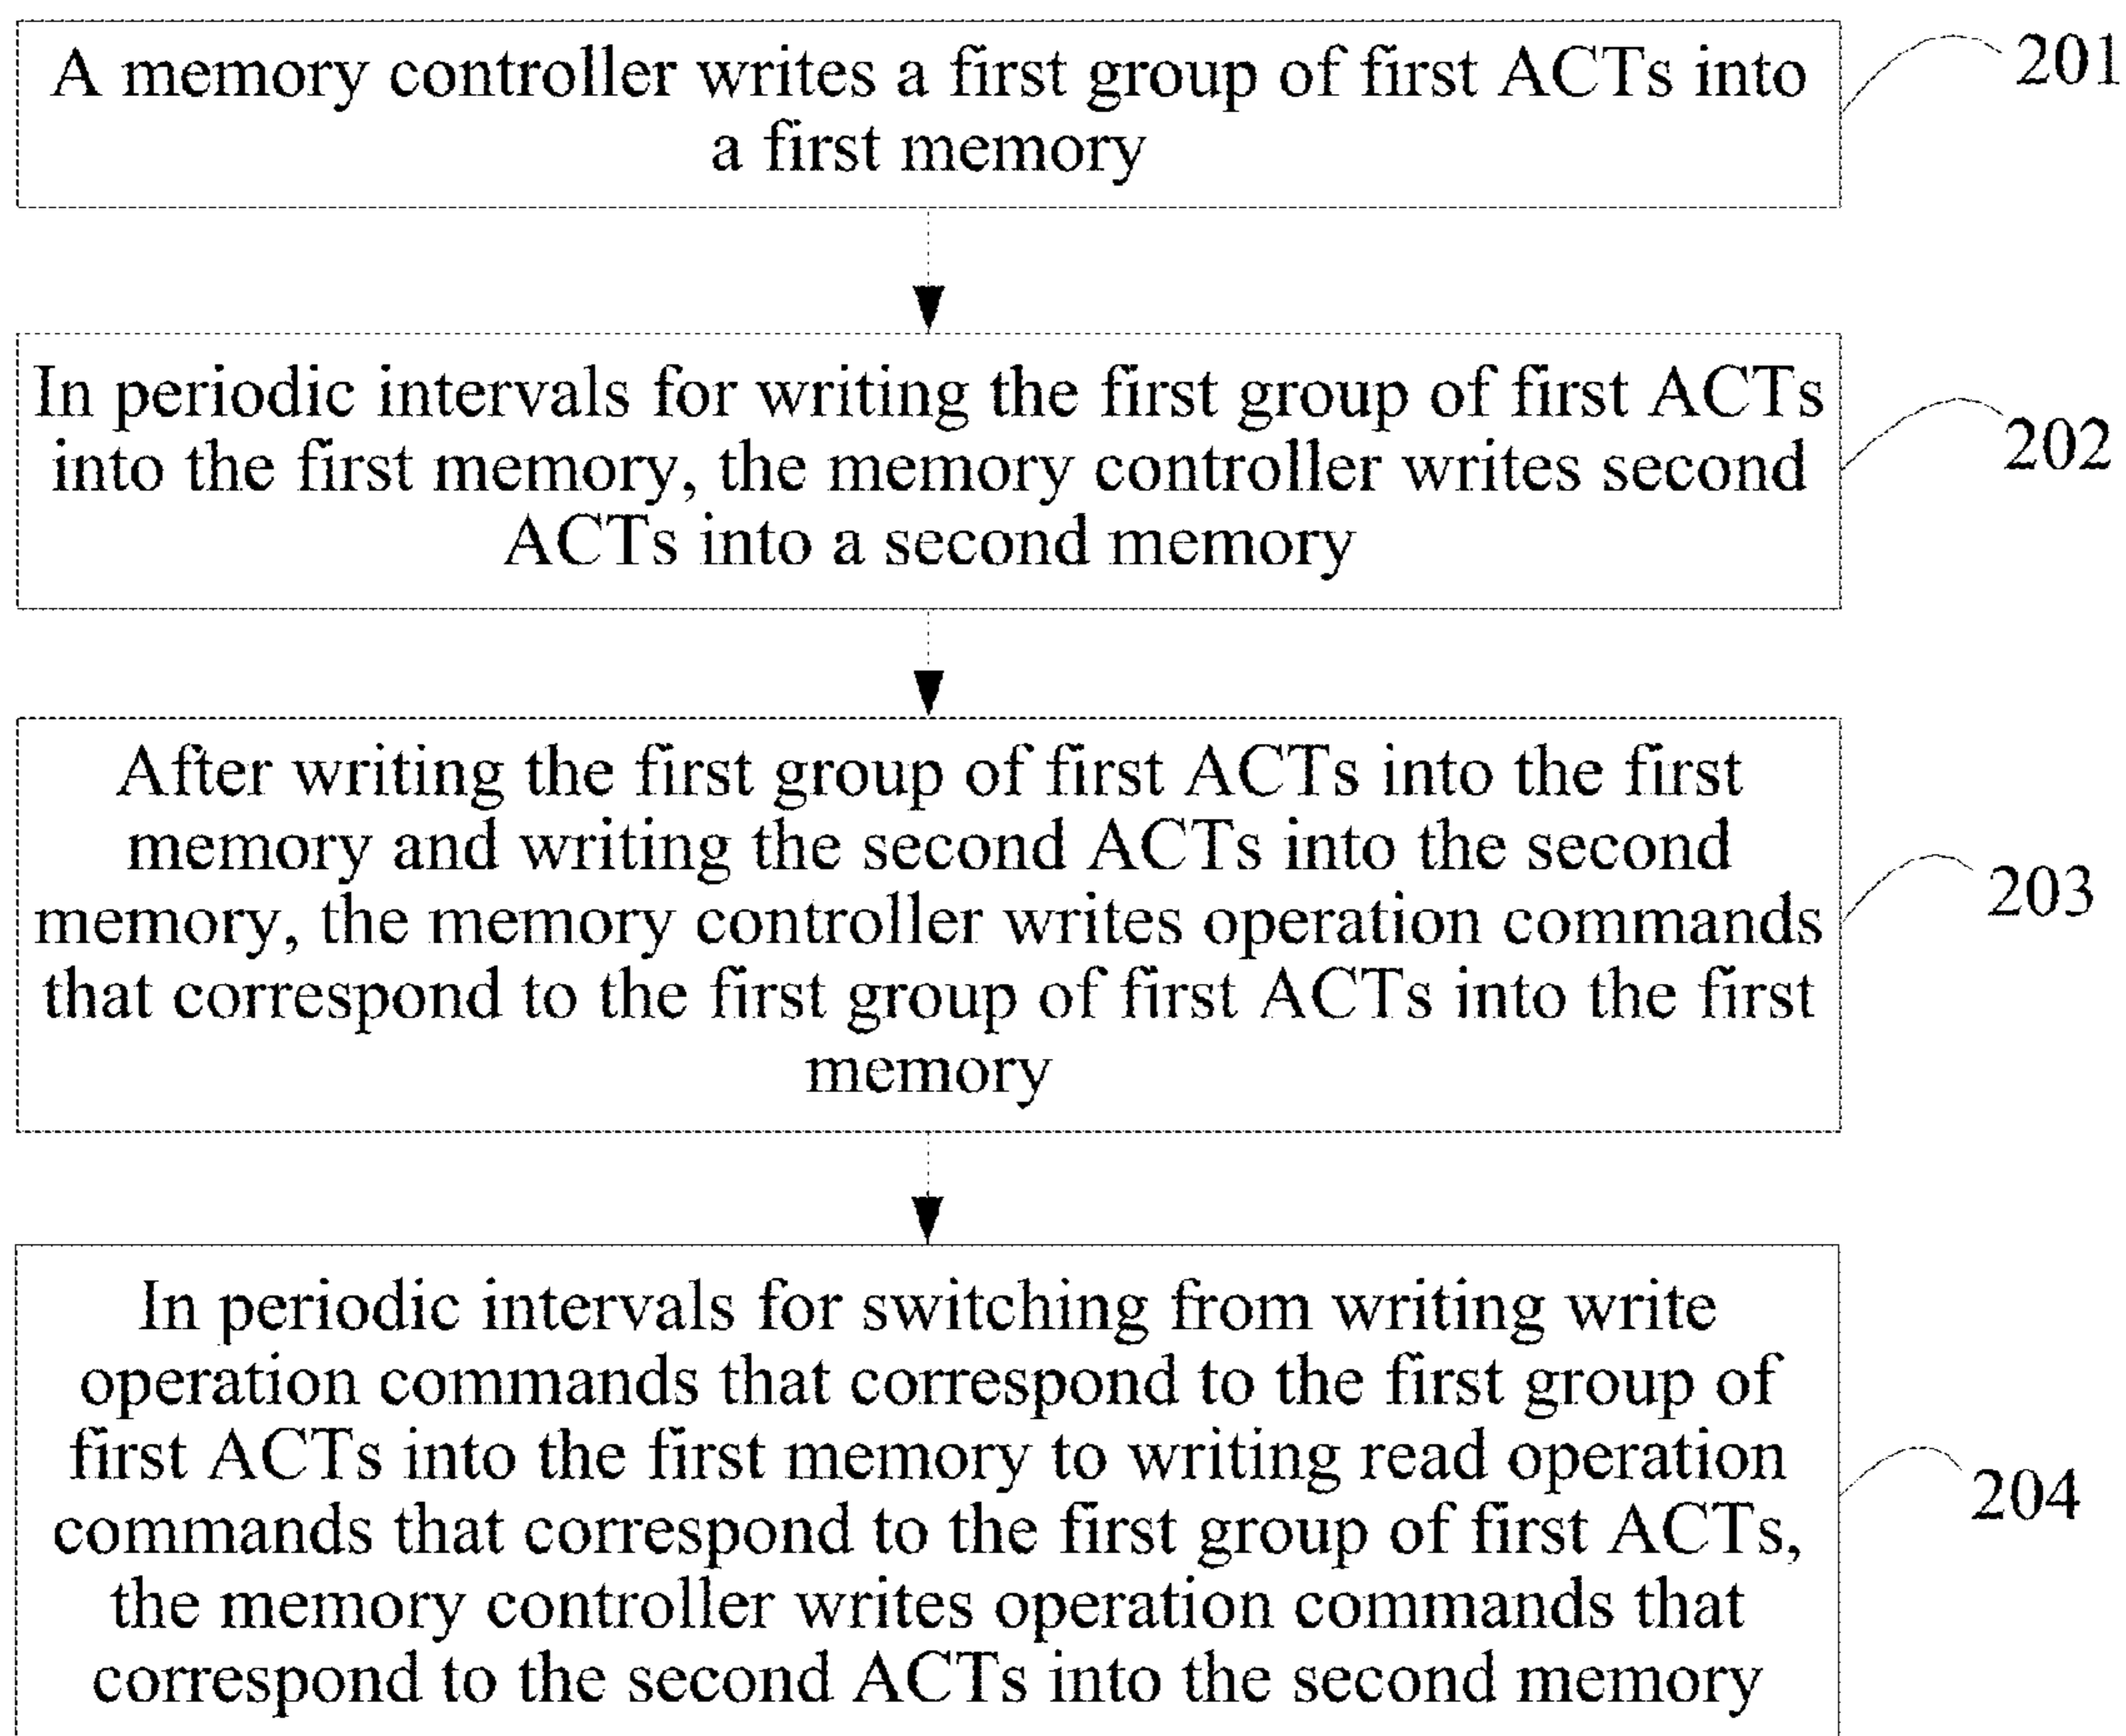 A memory controller writes a first group of first ACTs into
a first memory
201
In periodic intervals for writing the first group of first ACTs
into the first memory, the memory controller writes second
ACTs into a second memory
202
After writing the first group of first ACTs into the first
memory and writing the second ACTs into the second
memory, the memory controller writes operation commands
that correspond to the first group of first ACTs into the first
memory
203
In periodic intervals for switching from writing write
operation commands that correspond to the first group of
first ACTs into the first memory to writing read operation
commands that correspond to the first group of first ACTs,
the memory controller writes operation commands that
correspond to the second ACTs into the second memory
204